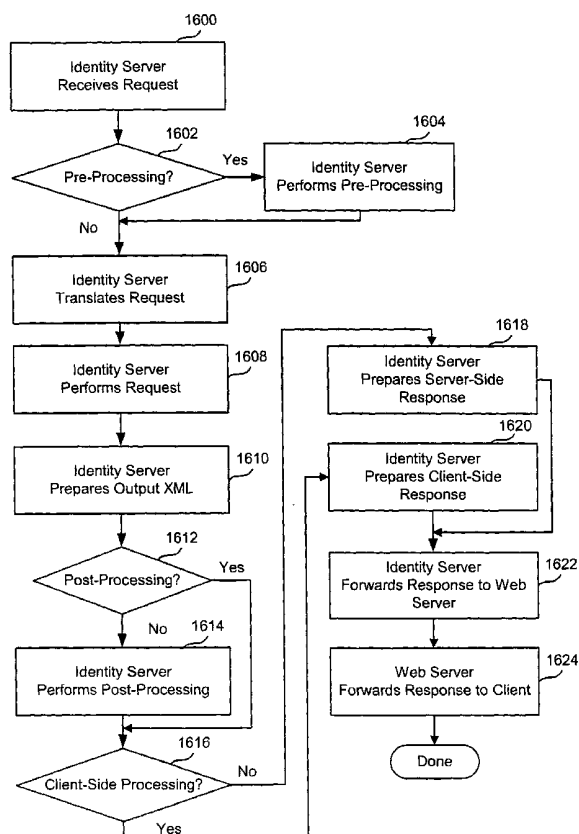 1600
Identity Server
Receives Request
1602
Pre-Processing?
Yes
No
1604
Identity Server
Performs Pre-Processing
1606
Identity Server
Translates Request
1608
Identity Server
Performs Request
1610
Identity Server
Prepares Output XML
1612
Post-Processing?
Yes
No
1614
Identity Server
Performs Post-Processing
1616
Client-Side Processing?
No
Yes
1618
Identity Server
Prepares Server-Side
Response
1620
Identity Server
Prepares Client-Side
Response
1622
Identity Server
Forwards Response to Web
Server
1624
Web Server
Forwards Response to Client
Done